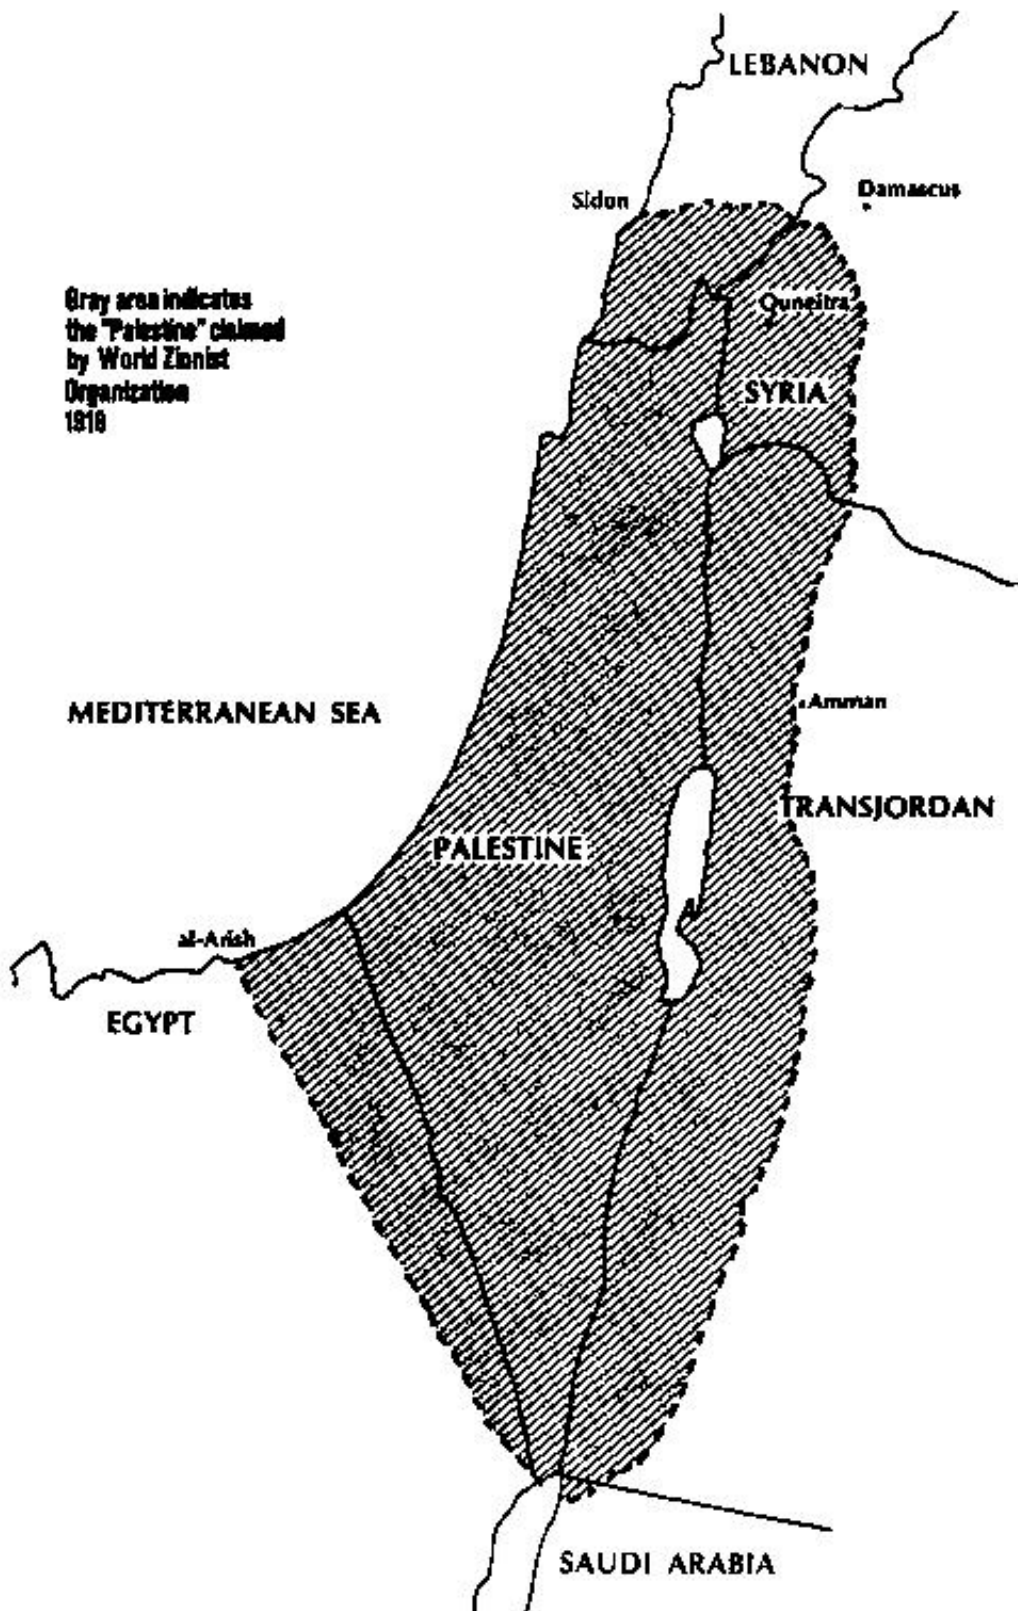 LEBANON
Sidon
Damascus
Gray area indicates
the "Palestine" claimed
by World Zionist
Organization
Quneitra
SYRIA
MEDITERRANEAN SEA
Amman
TRANSJORDAN
PALESTINE
al-Arish
EGYPT
SAUDI ARABIA